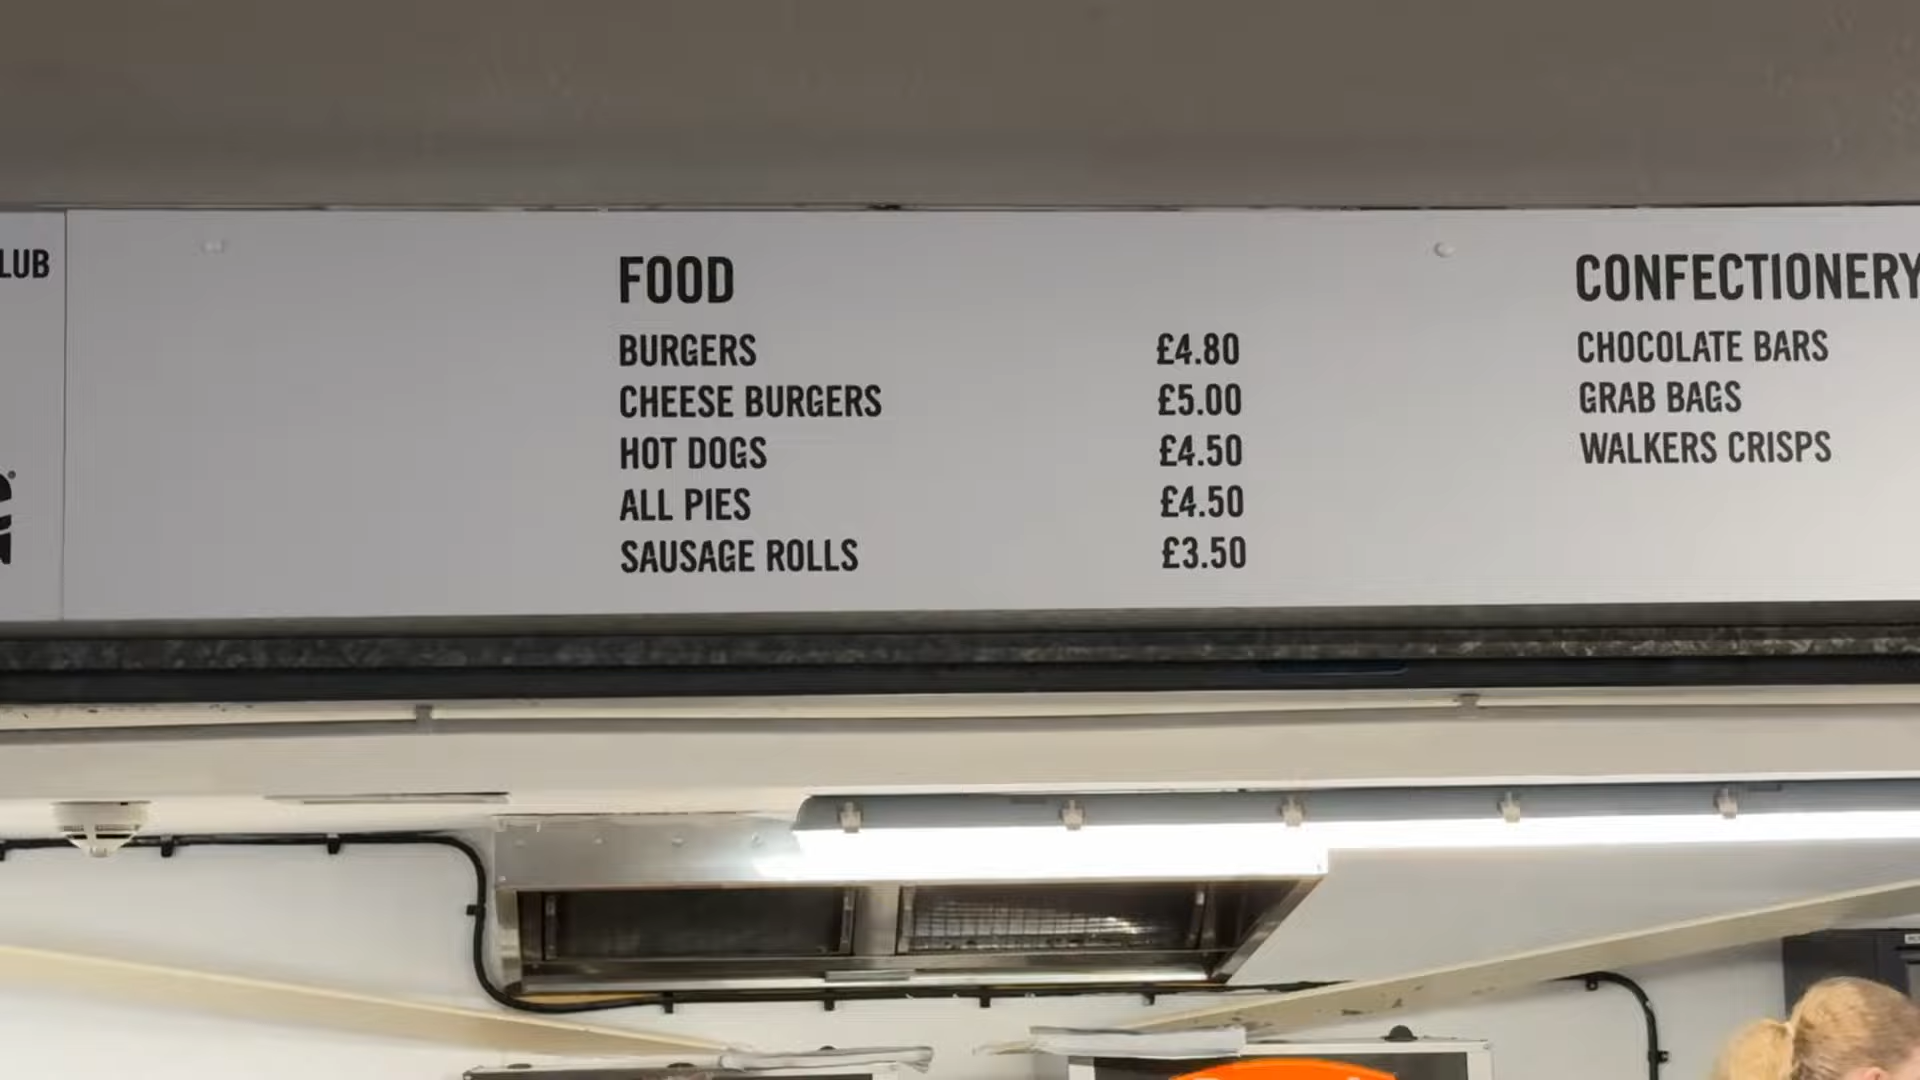 LUB
FOOD
BURGERS £4.80
CHEESE BURGERS £5.00
HOT DOGS £4.50
ALL PIES £4.50
SAUSAGE ROLLS £3.50
CONFECTIONERY
CHOCOLATE BARS
GRAB BAGS
WALKERS CRISPS